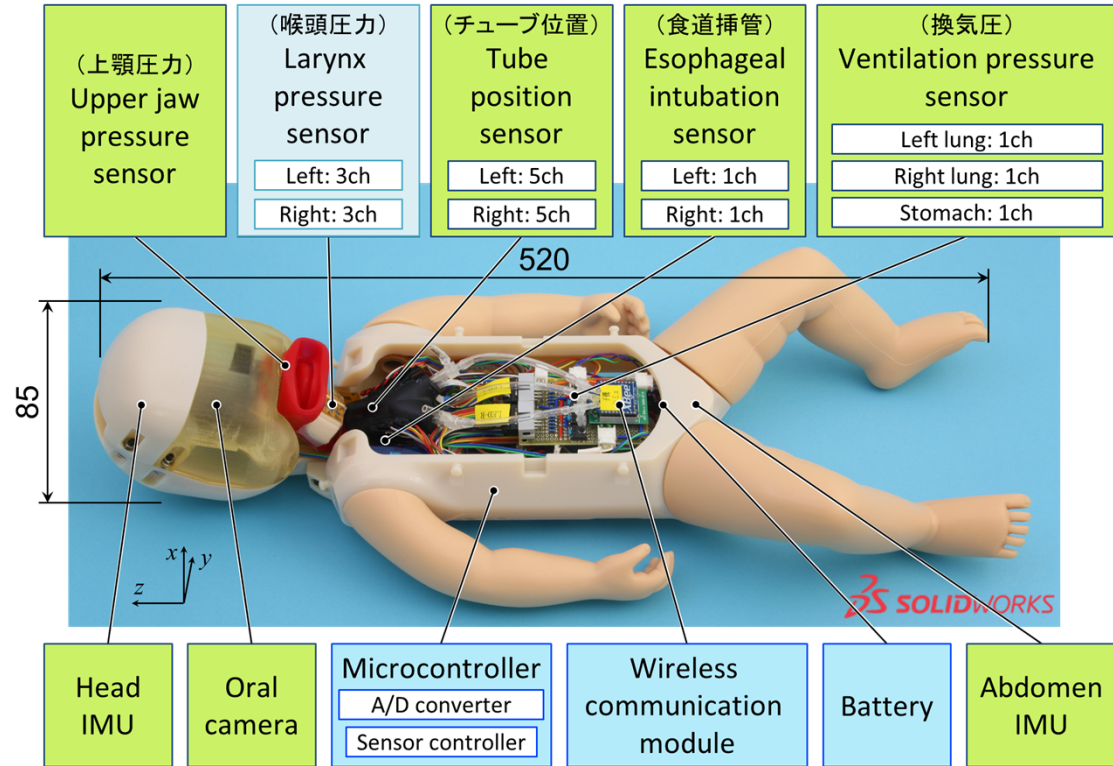 （上顎圧力）
Upper jaw
pressure
sensor
（喉頭圧力）
Larynx
pressure
sensor
Left: 3ch
Right: 3ch
（チューブ位置）
Tube
position
sensor
Left: 5ch
Right: 5ch
（食道挿管）
Esophageal
intubation
sensor
Left: 1ch
Right: 1ch
（換気圧）
Ventilation pressure
sensor
Left lung: 1ch
Right lung: 1ch
Stomach: 1ch
520
85
x
y
z
SOLIDWORKS
Head
IMU
Oral
camera
Microcontroller
A/D converter
Sensor controller
Wireless
communication
module
Battery
Abdomen
IMU